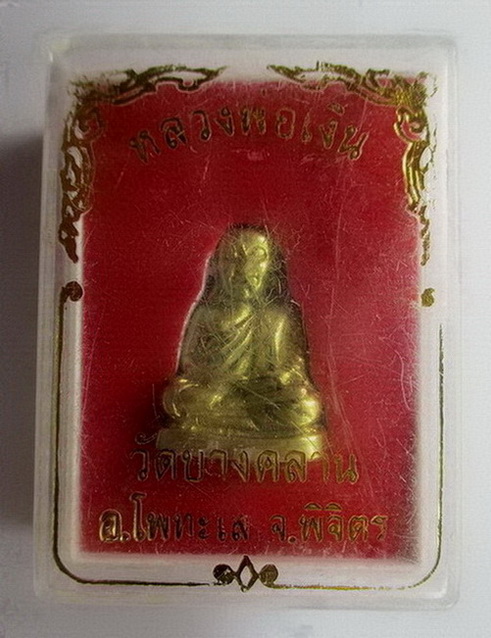 หลวงพ่อเงิน
วัดบางคลาน
อ.โพทะเล จ.พิจิตร